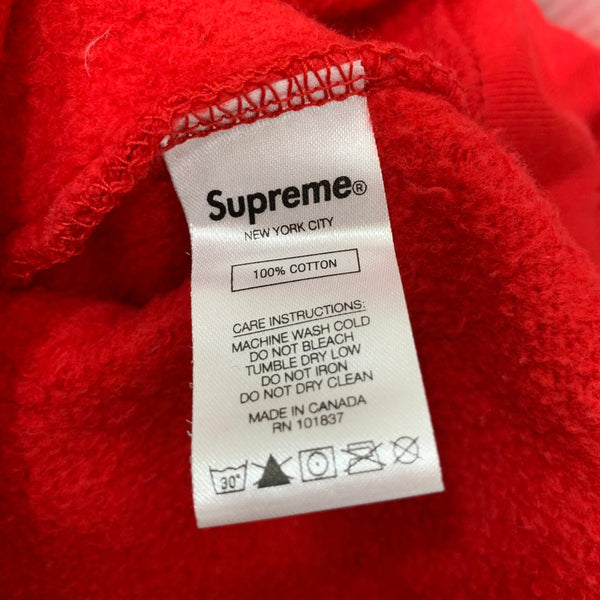 Supreme®
NEW YORK CITY
100% COTTON
CARE INSTRUCTIONS:
MACHINE WASH COLD
DO NOT BLEACH
TUMBLE DRY LOW
DO NOT IRON
DO NOT DRY CLEAN
MADE IN CANADA
RN 101837
30°